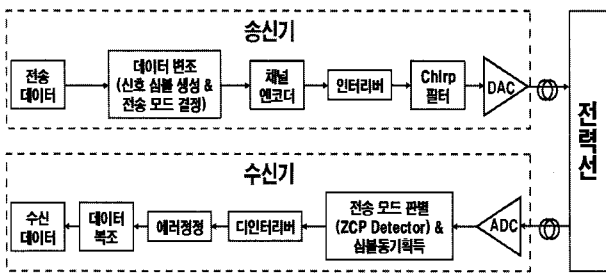 송신기
전송
데이터
데이터 변조
(신호 심볼 생성 &
전송 모드 결정)
채널
엔코더
인터리버
Chirp
필터
DAC
전력선
수신기
수신
데이터
데이터
복조
에러정정
디인터리버
전송 모드 판별
(ZCP Detector) &
심볼동기획득
ADC